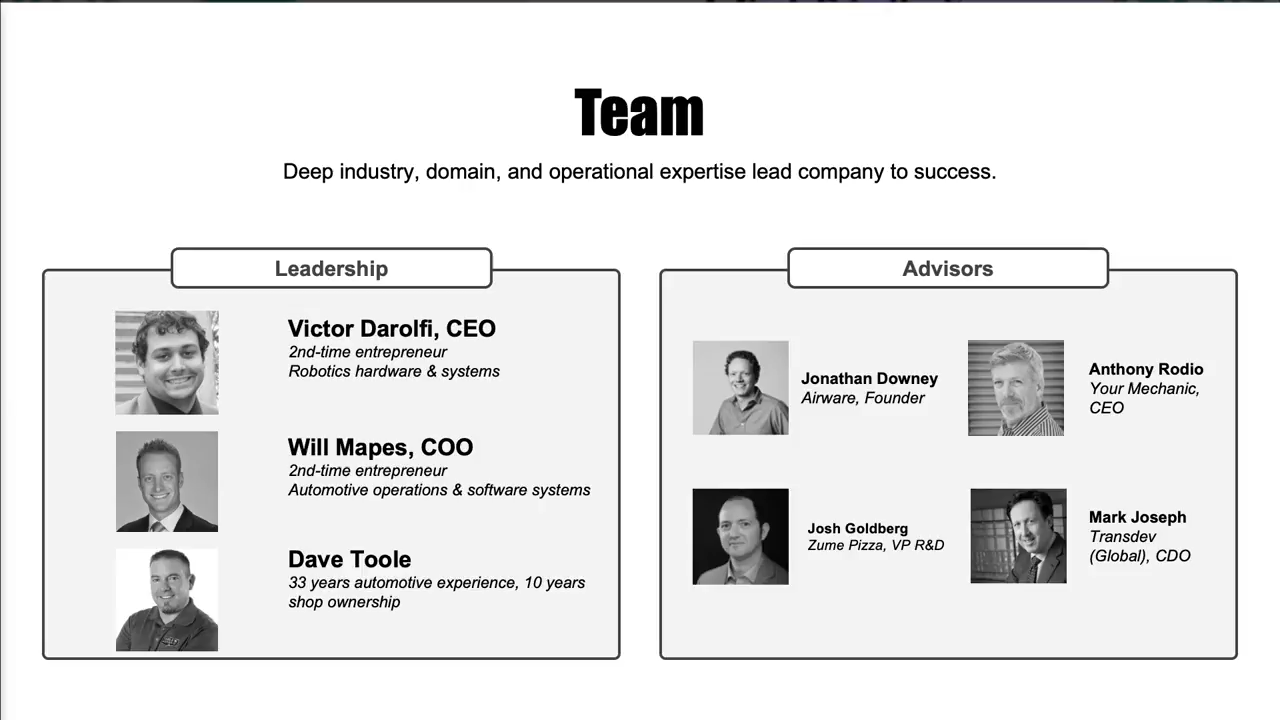 Team
Deep industry, domain, and operational expertise lead company to success.
Leadership
Victor Darolfi, CEO
2nd-time entrepreneur
Robotics hardware & systems
Will Mapes, COO
2nd-time entrepreneur
Automotive operations & software systems
Dave Toole
33 years automotive experience, 10 years
shop ownership
Advisors
Jonathan Downey
Airware, Founder
Anthony Rodio
Your Mechanic,
CEO
Josh Goldberg
Zume Pizza, VP R&D
Mark Joseph
Transdev
(Global), CDO